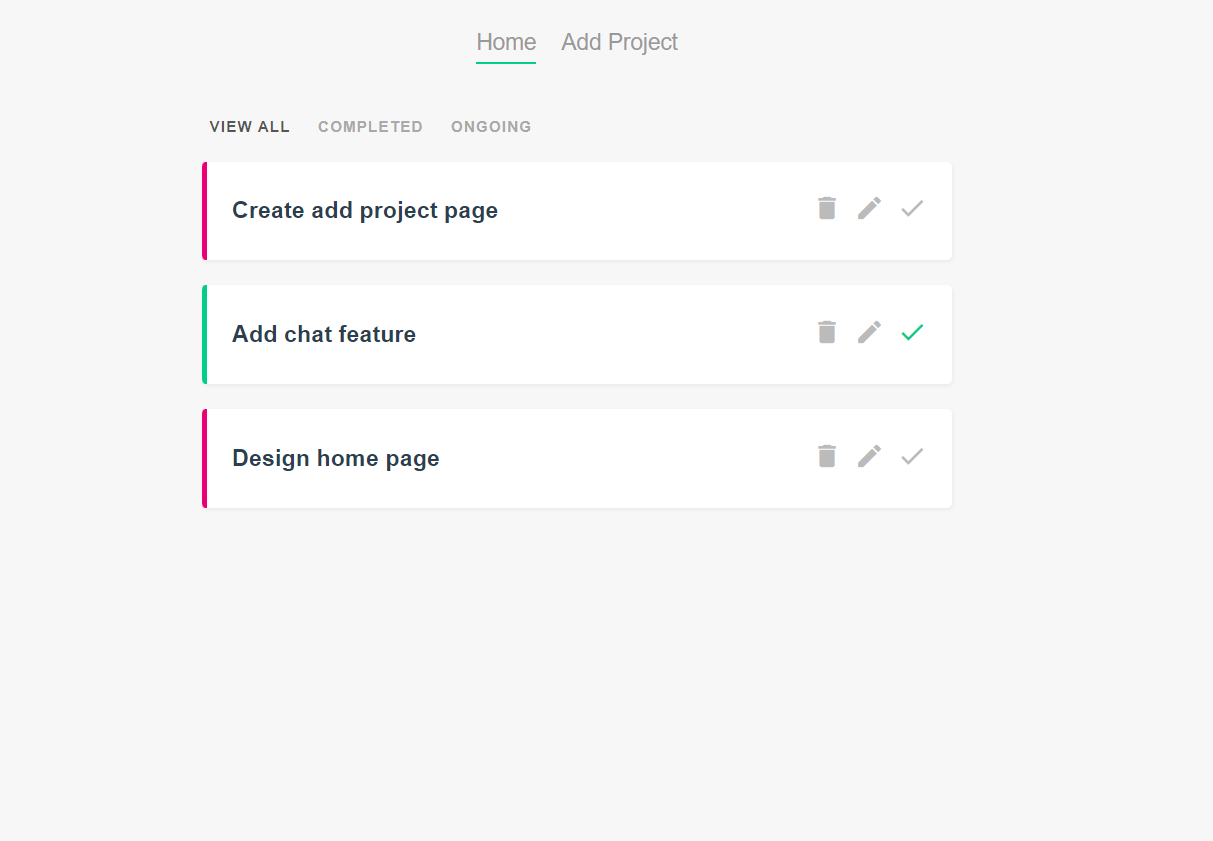 Home Add Project
VIEW ALL COMPLETED ONGOING
Create add project page
Add chat feature
Design home page